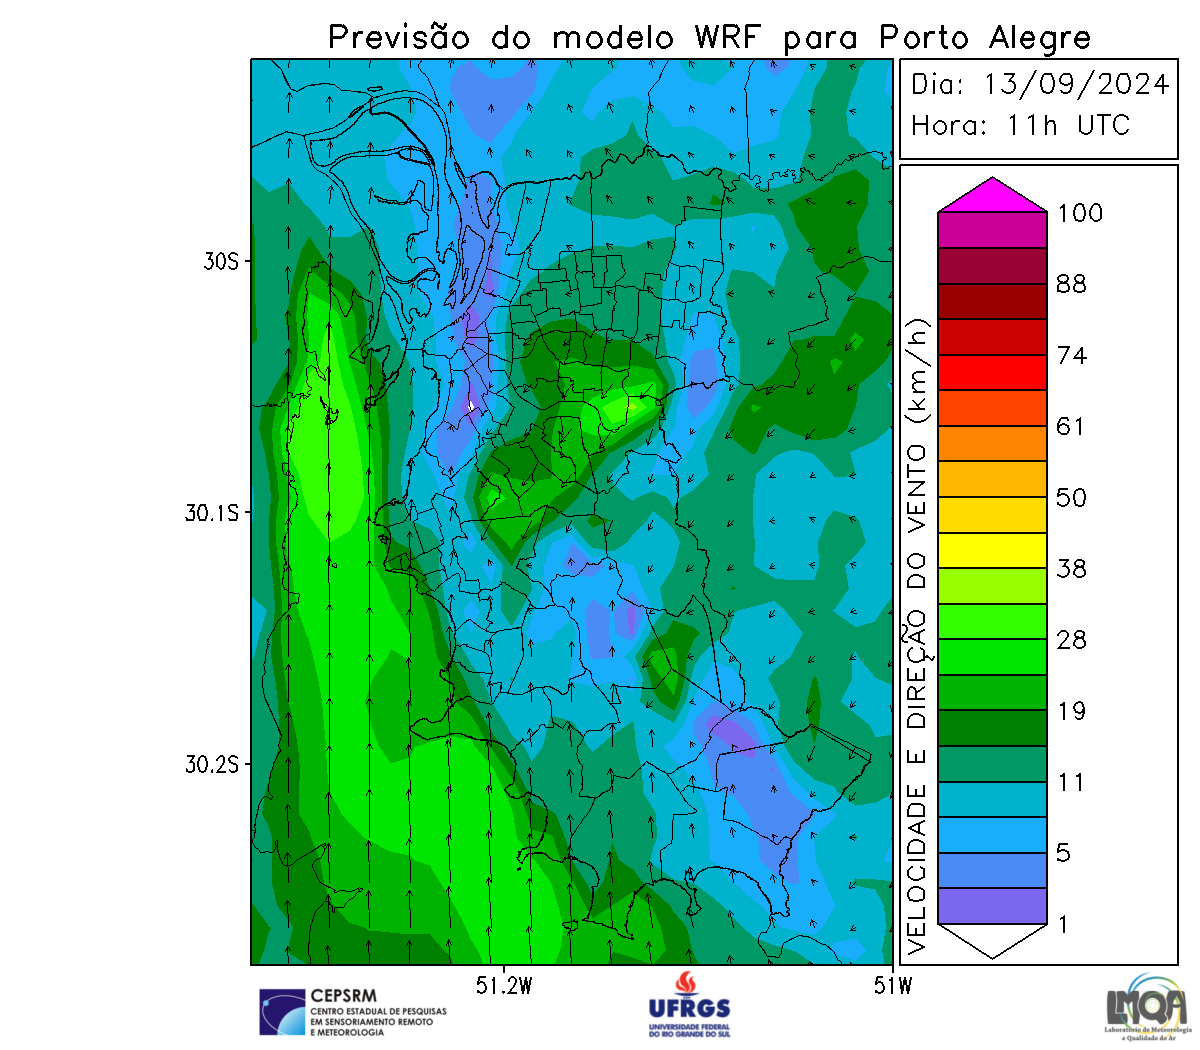 Previsão do modelo WRF para Porto Alegre
Dia: 13/09/2024
Hora: 11h UTC
30S
30.1S
30.2S
51.2W
51W
VELOCIDADE E DIREÇÃO DO VENTO (km/h)
100
88
74
61
50
38
28
19
11
5
1
CEPSRM
CENTRO ESTADUAL DE PESQUISAS
EM SENSORIAMENTO REMOTO
E METEOROLOGIA
UFRGS
UNIVERSIDADE FEDERAL
DO RIO GRANDE DO SUL
LMQA
Laboratório de Meteorologia
e Qualidade do Ar